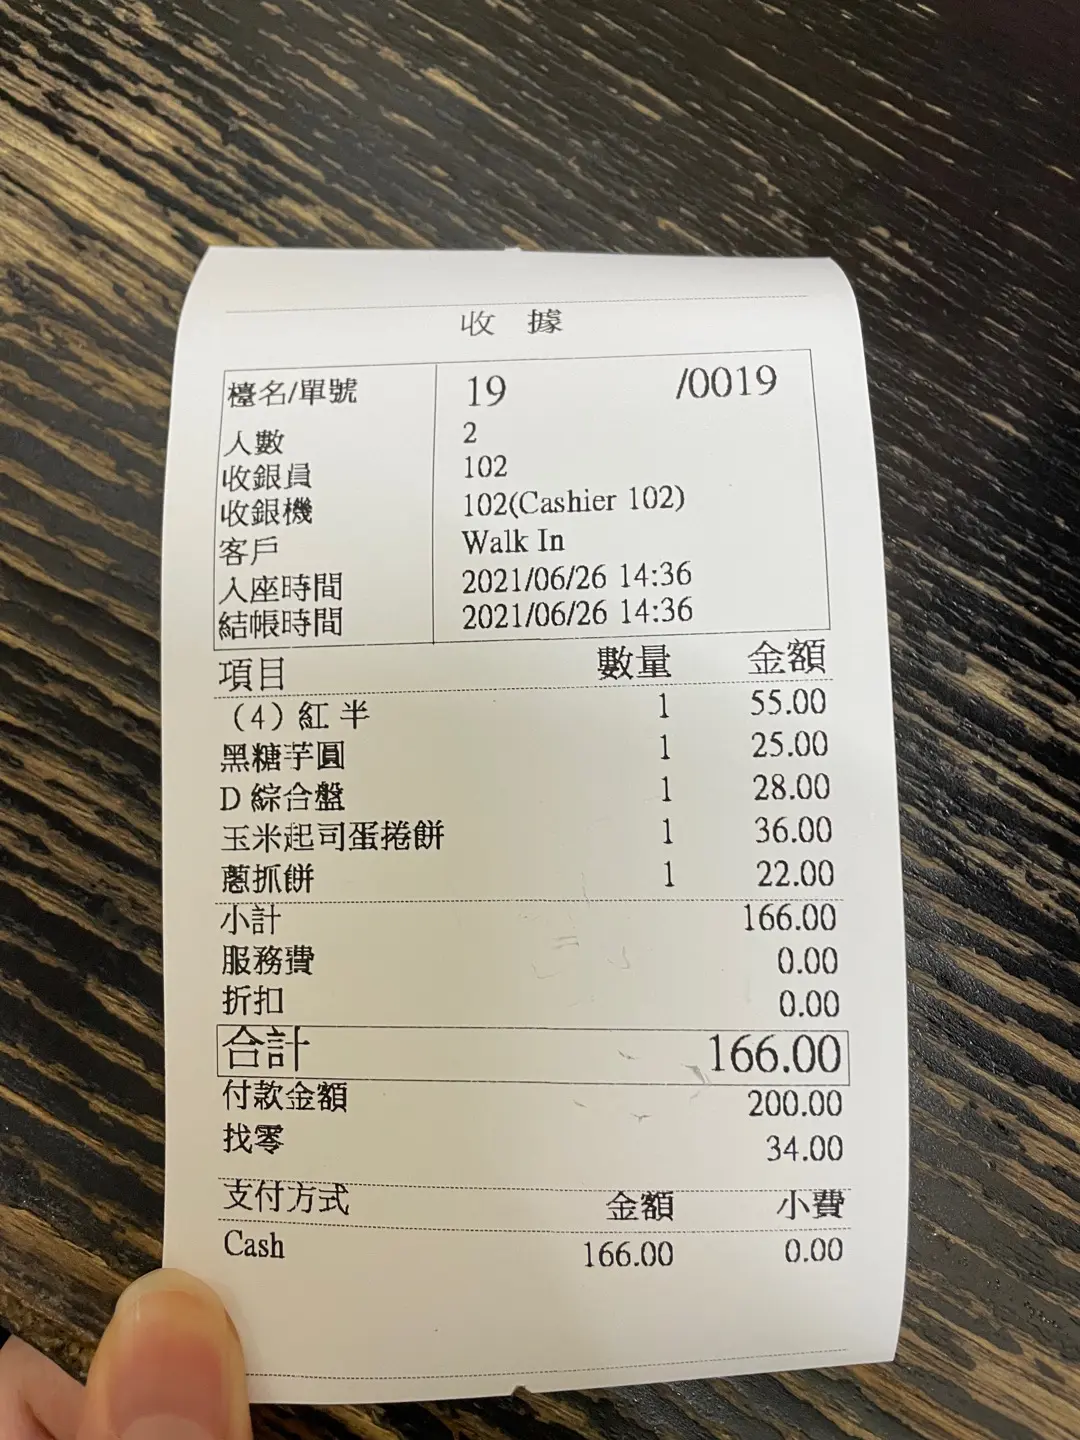 收 據
檯名/單號 19 /0019
人數 2
收銀員 102
收銀機 102(Cashier 102)
客戶 Walk In
入座時間 2021/06/26 14:36
結帳時間 2021/06/26 14:36
項目 數量 金額
（4）紅 半 1 55.00
黑糖芋圓 1 25.00
D 綜合盤 1 28.00
玉米起司蛋捲餅 1 36.00
蔥抓餅 1 22.00
小計 166.00
服務費 0.00
折扣 0.00
合計 166.00
付款金額 200.00
找零 34.00
支付方式 金額 小費
Cash 166.00 0.00